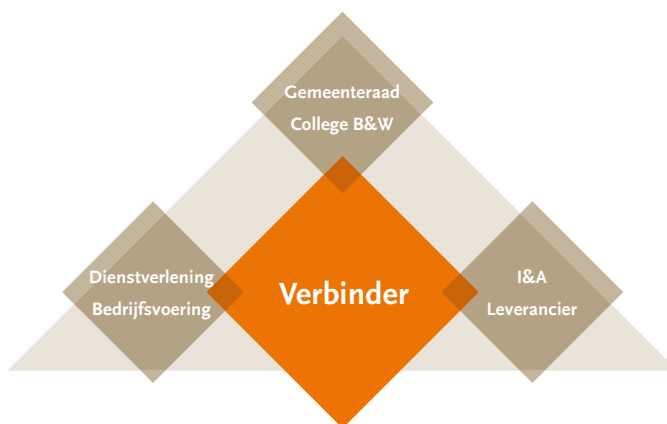 Gemeenteraad
College B&W
Dienstverlening
Bedrijfsvoering
Verbinder
I&A
Leverancier